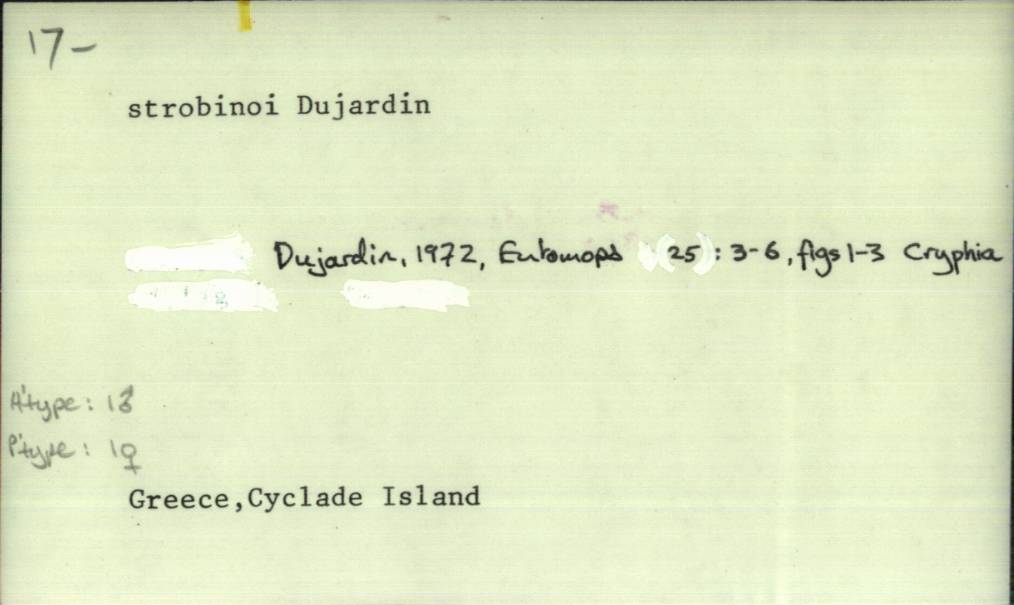 17-
strobinoi Dujardin
Dujardin, 1972, Entomops (25): 3-6, figs 1-3 Cryphia
A'type: 1♂
P'type: 1♀
Greece,Cyclade Island